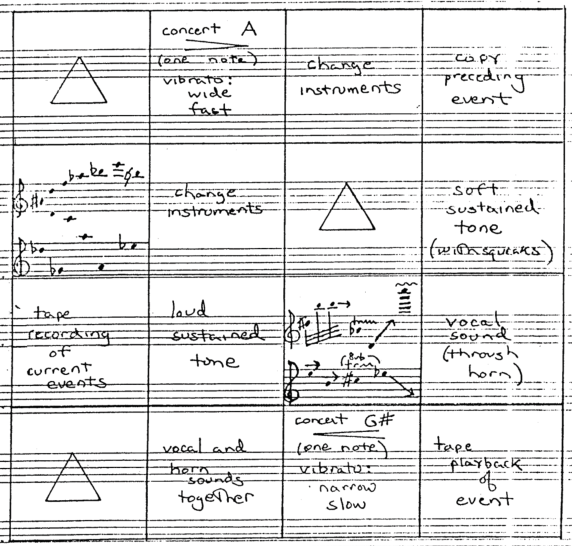 concert A
(one note)
vibrato:
wide
fast
change
instruments
copy
preceding
event
change
instruments
soft
sustained
tone
(with squeaks)
tape
recording
of
current
events
loud
sustained
tone
vocal
sound
(through
horn)
vocal and
horn
sounds
together
concert G#
(one note)
vibrato:
narrow
slow
tape
playback
of
event